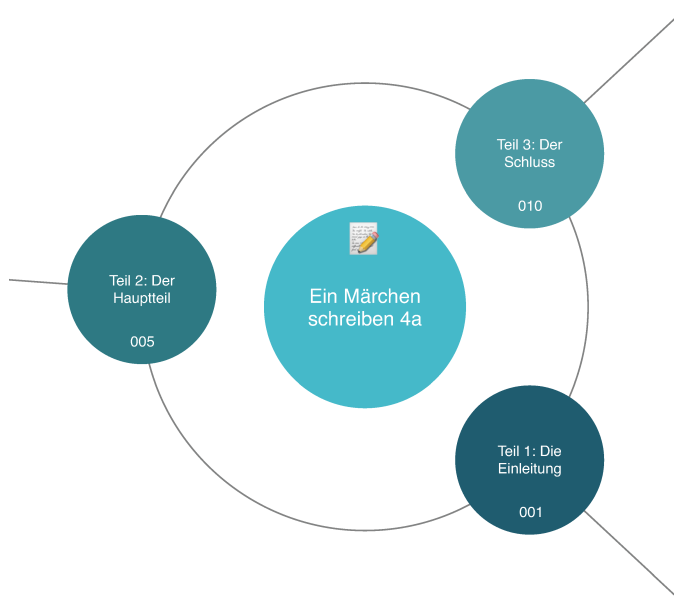 Ein Märchen
schreiben 4a
Teil 1: Die
Einleitung
001
Teil 2: Der
Hauptteil
005
Teil 3: Der
Schluss
010